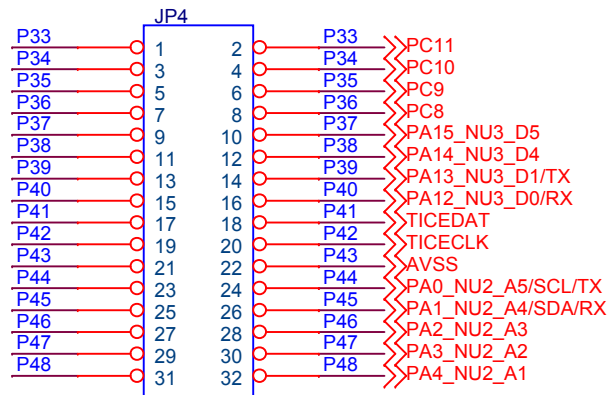 JP4
P33 1 2 P33 PC11
P34 3 4 P34 PC10
P35 5 6 P35 PC9
P36 7 8 P36 PC8
P37 9 10 P37 PA15_NU3_D5
P38 11 12 P38 PA14_NU3_D4
P39 13 14 P39 PA13_NU3_D1/TX
P40 15 16 P40 PA12_NU3_D0/RX
P41 17 18 P41 TICEDAT
P42 19 20 P42 TICECLK
P43 21 22 P43 AVSS
P44 23 24 P44 PA0_NU2_A5/SCL/TX
P45 25 26 P45 PA1_NU2_A4/SDA/RX
P46 27 28 P46 PA2_NU2_A3
P47 29 30 P47 PA3_NU2_A2
P48 31 32 P48 PA4_NU2_A1